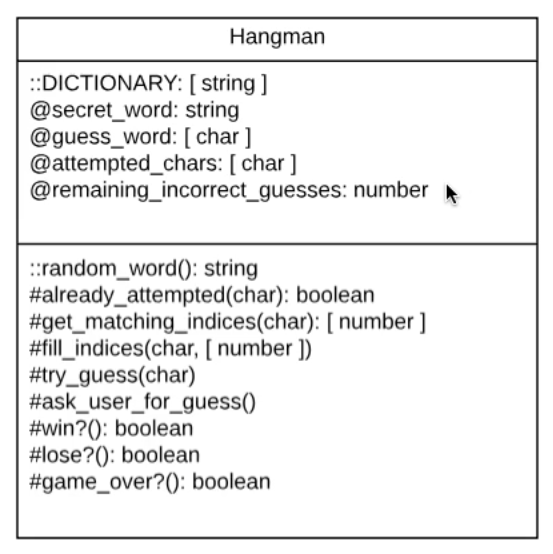 Hangman
::DICTIONARY: [ string ]
@secret_word: string
@guess_word: [ char ]
@attempted_chars: [ char ]
@remaining_incorrect_guesses: number
::random_word(): string
#already_attempted(char): boolean
#get_matching_indices(char): [ number ]
#fill_indices(char, [ number ])
#try_guess(char)
#ask_user_for_guess()
#win?(): boolean
#lose?(): boolean
#game_over?(): boolean